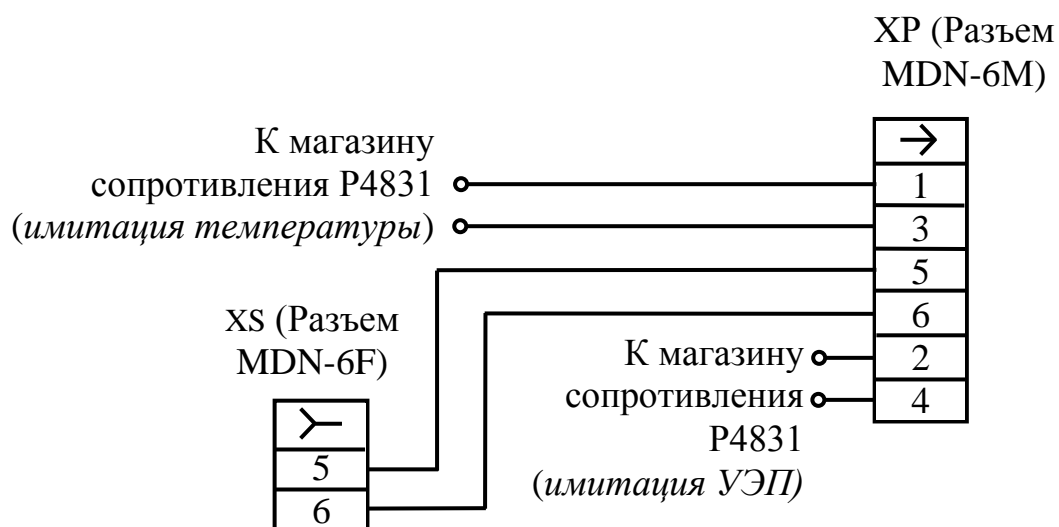 XP (Разъем
MDN-6M)
К магазину
сопротивления Р4831
(имитация температуры)
1
3
5
6
2
4
XS (Разъем
MDN-6F)
5
6
К магазину
сопротивления
Р4831
(имитация УЭП)